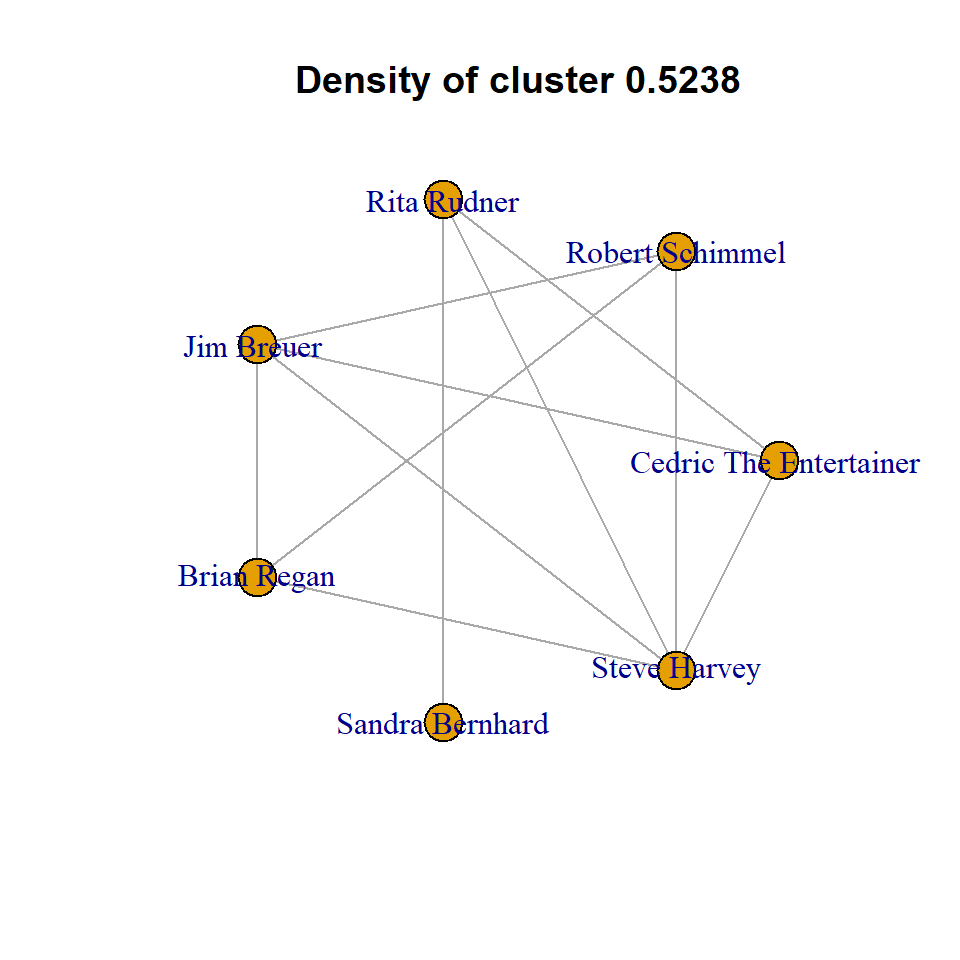 Density of cluster 0.5238
Rita Rudner
Robert Schimmel
Jim Breuer
Cedric The Entertainer
Brian Regan
Steve Harvey
Sandra Bernhard